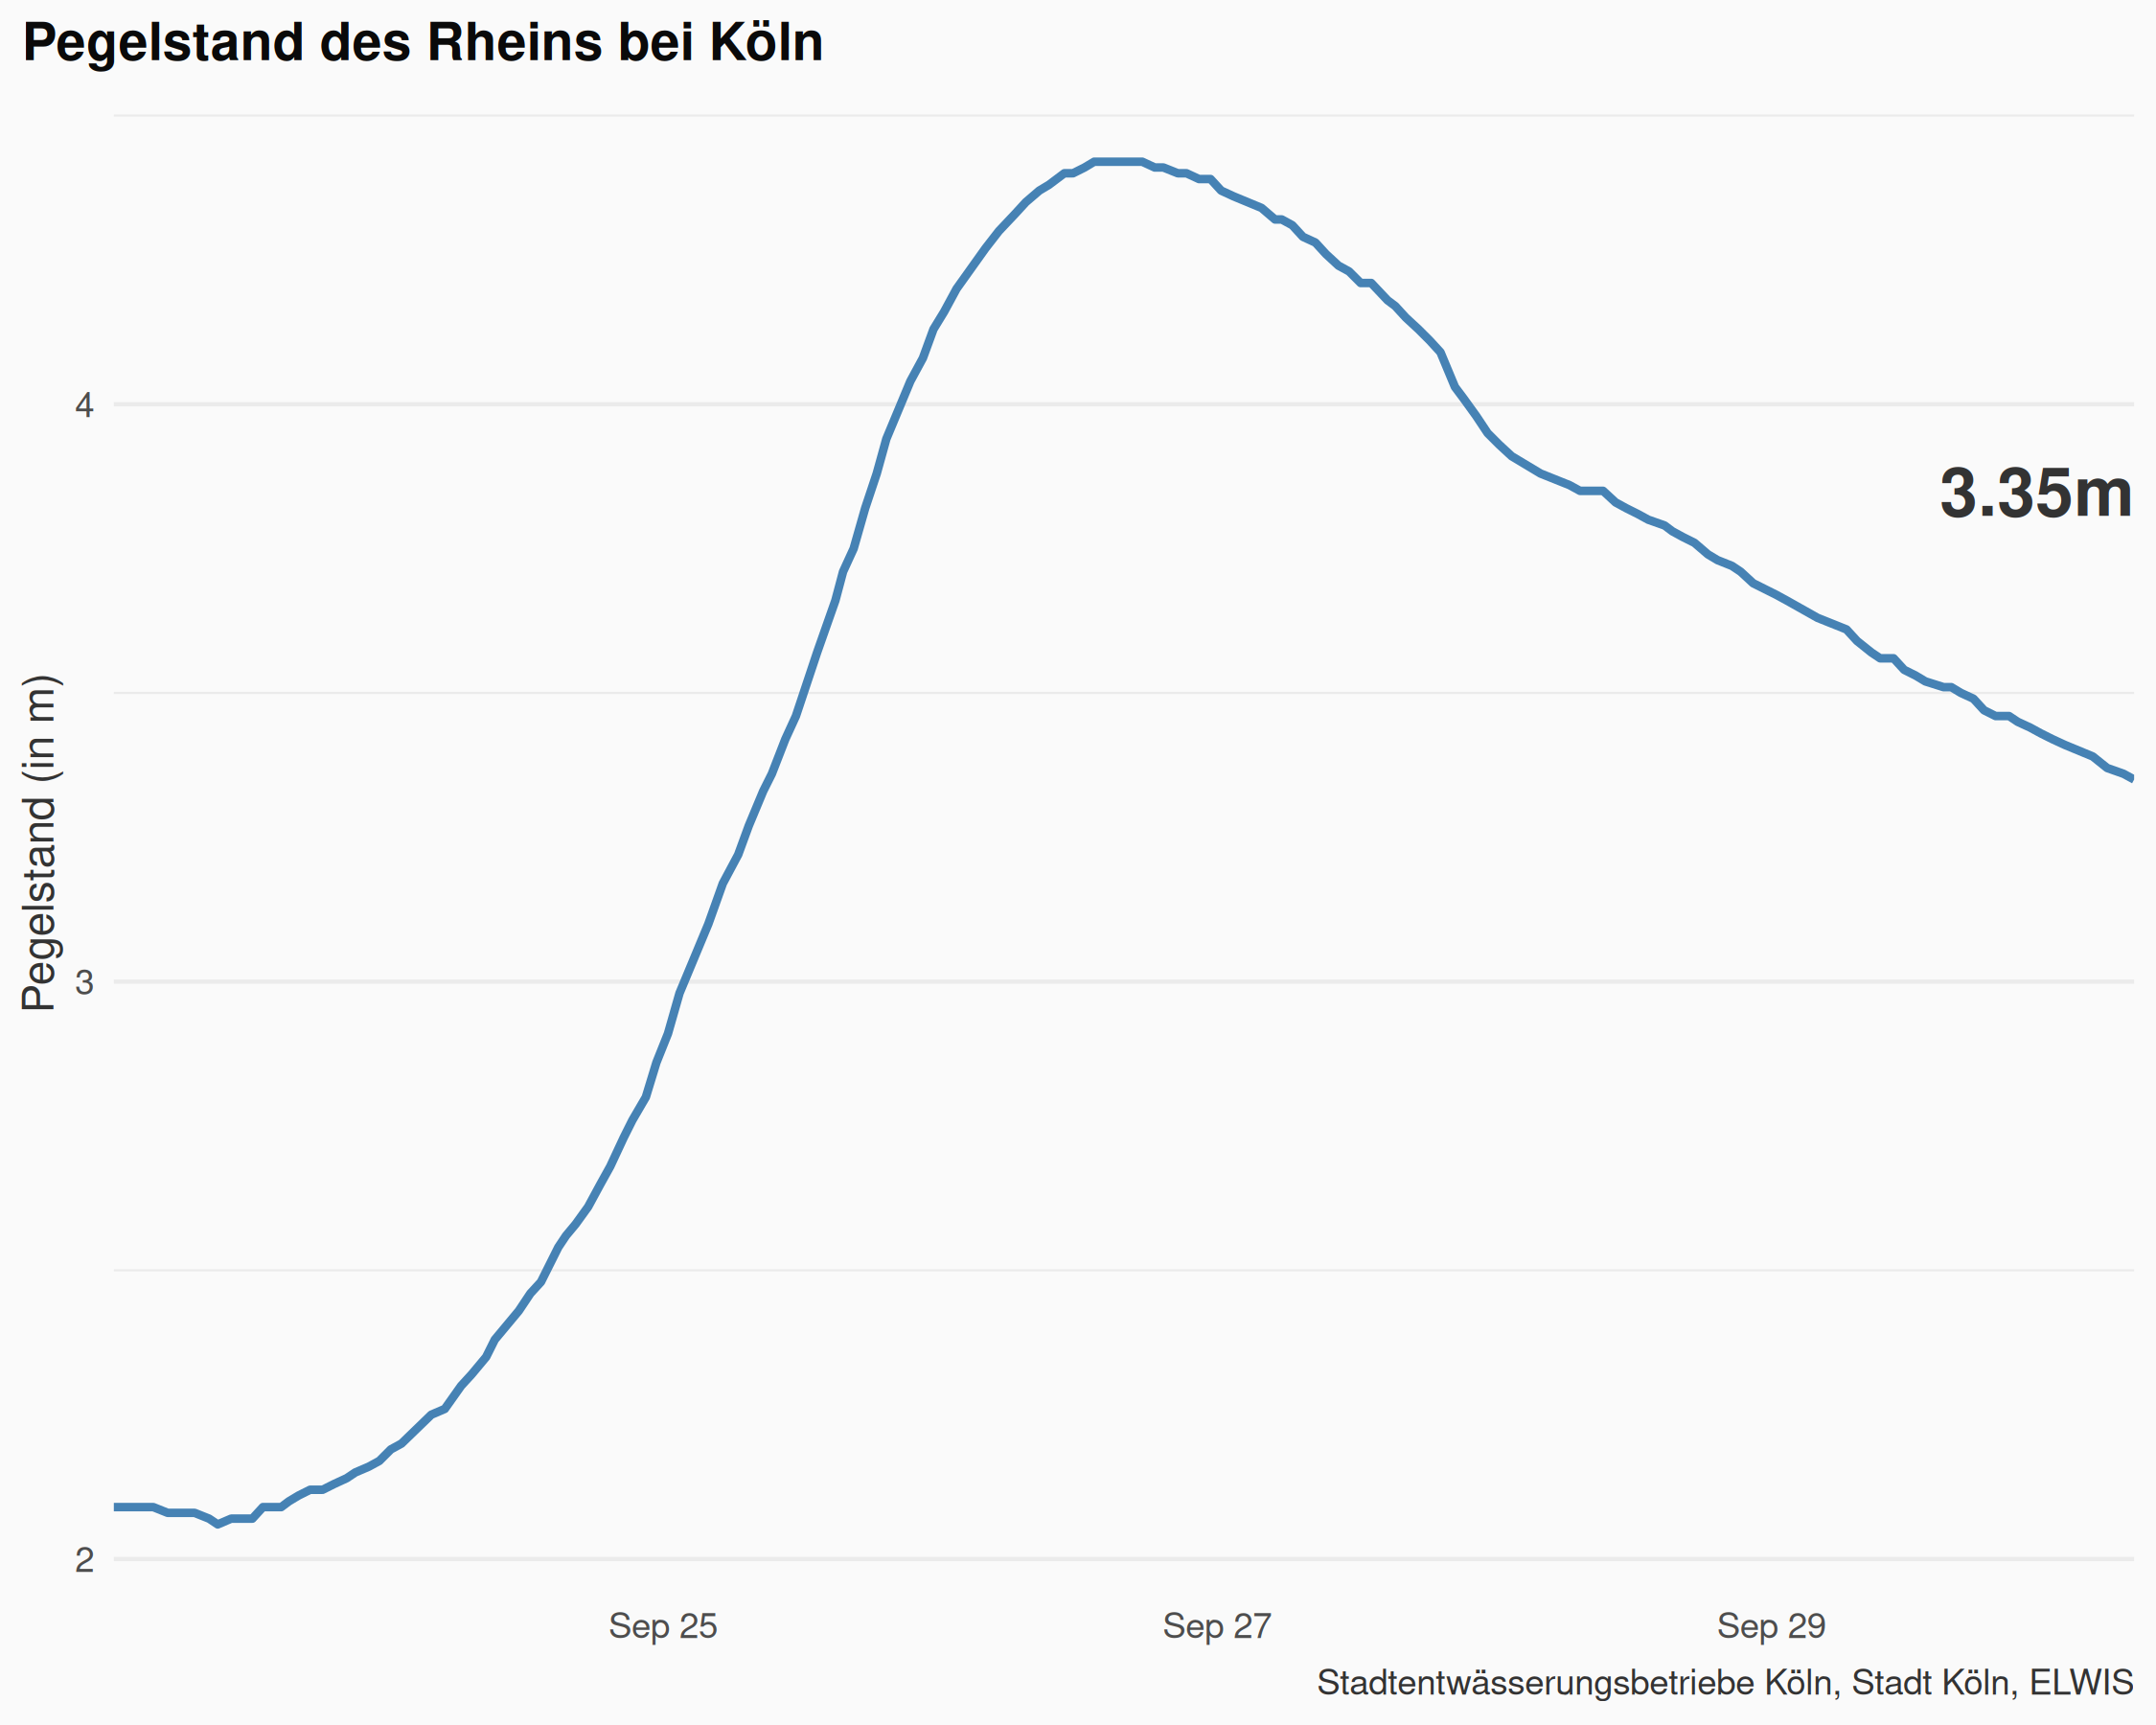 Pegelstand des Rheins bei Köln
4
3.35m
Pegelstand (in m)
3
2
Sep 25
Sep 27
Sep 29
Stadtentwässerungsbetriebe Köln, Stadt Köln, ELWIS